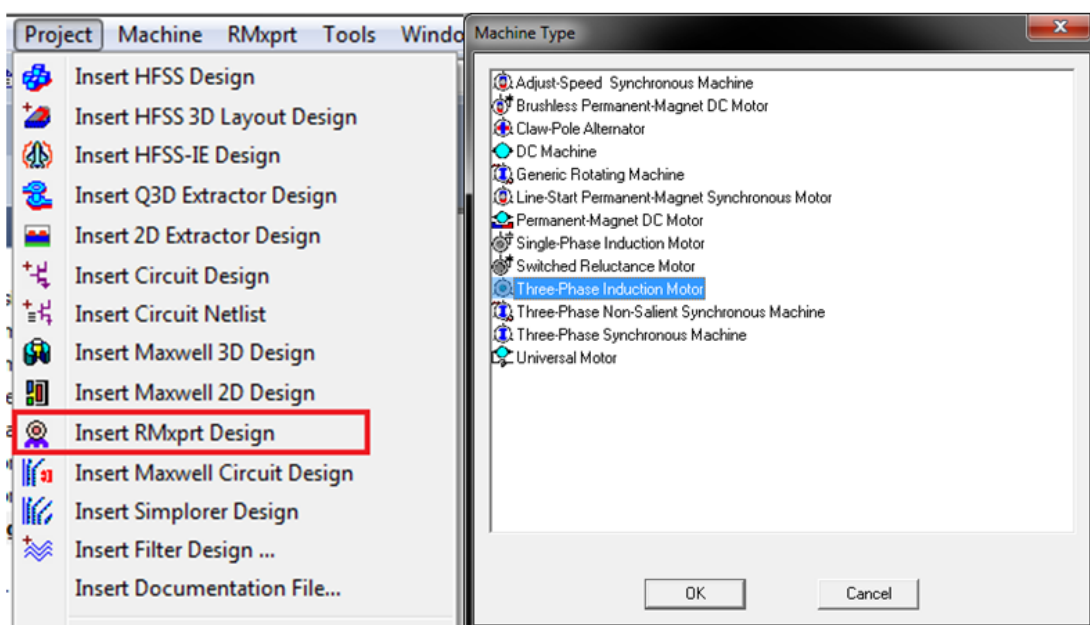 Project Machine RMxprt Tools Windo
Insert HFSS Design
Insert HFSS 3D Layout Design
Insert HFSS-IE Design
Insert Q3D Extractor Design
Insert 2D Extractor Design
Insert Circuit Design
Insert Circuit Netlist
Insert Maxwell 3D Design
Insert Maxwell 2D Design
Insert RMxprt Design
Insert Maxwell Circuit Design
Insert Simplorer Design
Insert Filter Design ...
Insert Documentation File...
Machine Type
Adjust-Speed Synchronous Machine
Brushless Permanent-Magnet DC Motor
Claw-Pole Alternator
DC Machine
Generic Rotating Machine
Line-Start Permanent-Magnet Synchronous Motor
Permanent-Magnet DC Motor
Single-Phase Induction Motor
Switched Reluctance Motor
Three-Phase Induction Motor
Three-Phase Non-Salient Synchronous Machine
Three-Phase Synchronous Machine
Universal Motor
OK Cancel